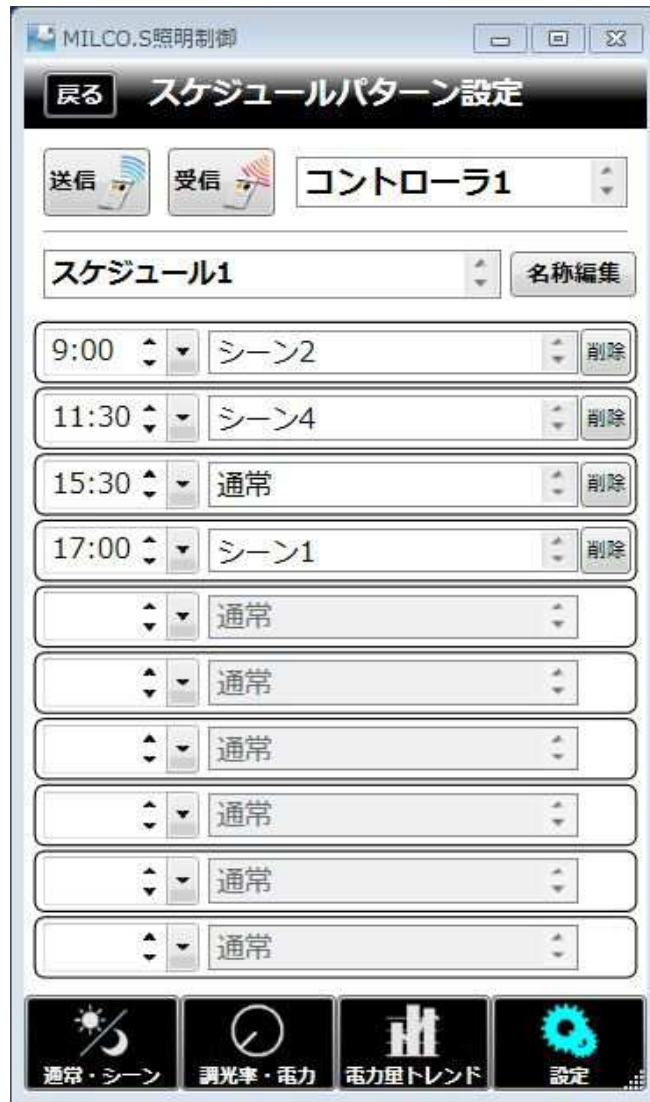 MILCO.S照明制御
戻る スケジュールパターン設定
送信 受信 コントローラ1
スケジュール1 名称編集
9:00 シーン2 削除
11:30 シーン4 削除
15:30 通常 削除
17:00 シーン1 削除
通常
通常
通常
通常
通常
通常
通常・シーン 調光率・電力 電力量トレンド 設定